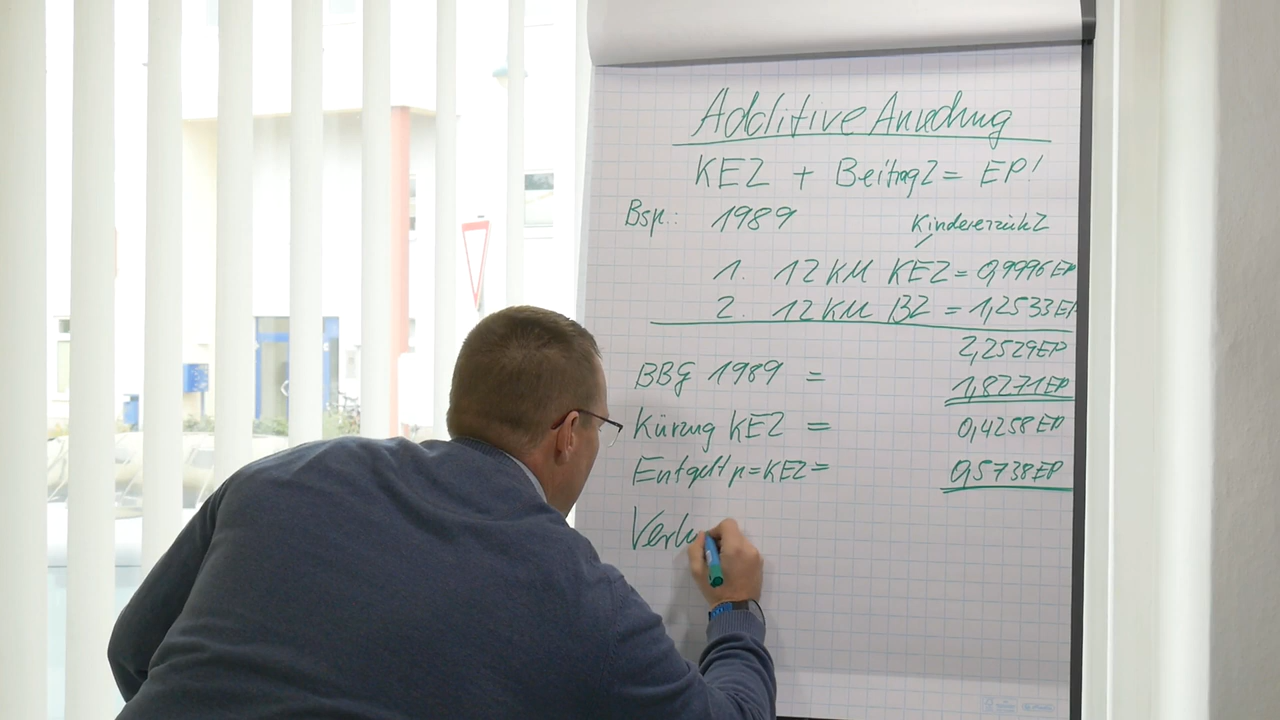 Additive Anrechnung
KEZ + BeitragZ = EP!
Bsp.: 1989
KindererziehZ
1. 12 KM KEZ = 0,9996 EP
2. 12 KM BZ = 1,2533 EP
2,2529 EP
BBG 1989 = 1,8271 EP
Kürzung KEZ = 0,4258 EP
Entgeltp = KEZ = 0,5738 EP
Verlu